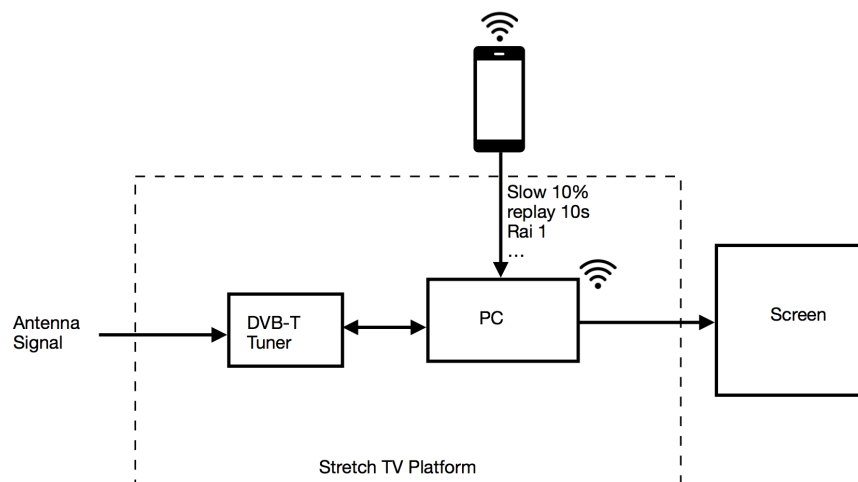 Slow 10%
replay 10s
Rai 1
...
Antenna
Signal
DVB-T
Tuner
PC
Screen
Stretch TV Platform